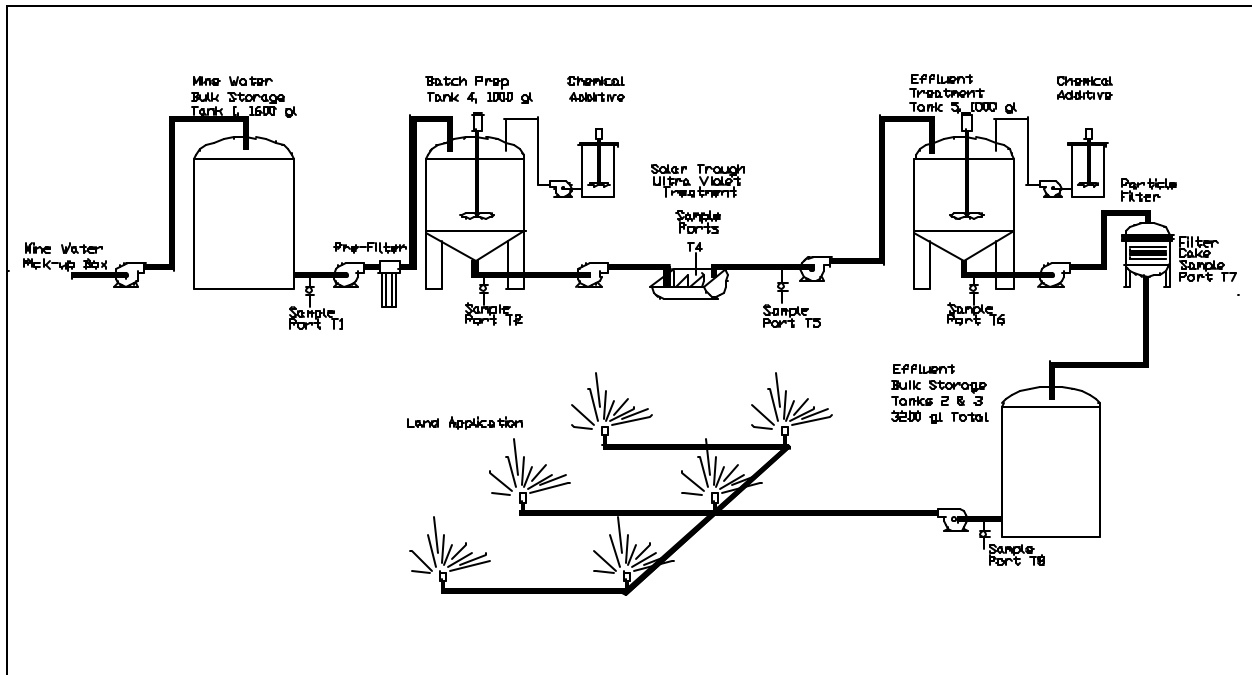 Mine Water
Bulk Storage
Tank 1, 1600 gl
Batch Prep
Tank 4, 1000 gl
Chemical
Additive
Effluent
Treatment
Tank 5, 1000 gl
Chemical
Additive
Solar Trough
Ultra Violet
Treatment
Sample
Ports
T4
Particle
Filter
Mine Water
Pick-up Box
Pre-Filter
Filter
Cake
Sample
Port T7
Sample
Port T1
Sample
Port T2
Sample
Port T5
Sample
Port T6
Effluent
Bulk Storage
Tanks 2 & 3
3200 gl Total
Land Application
Sample
Port T8